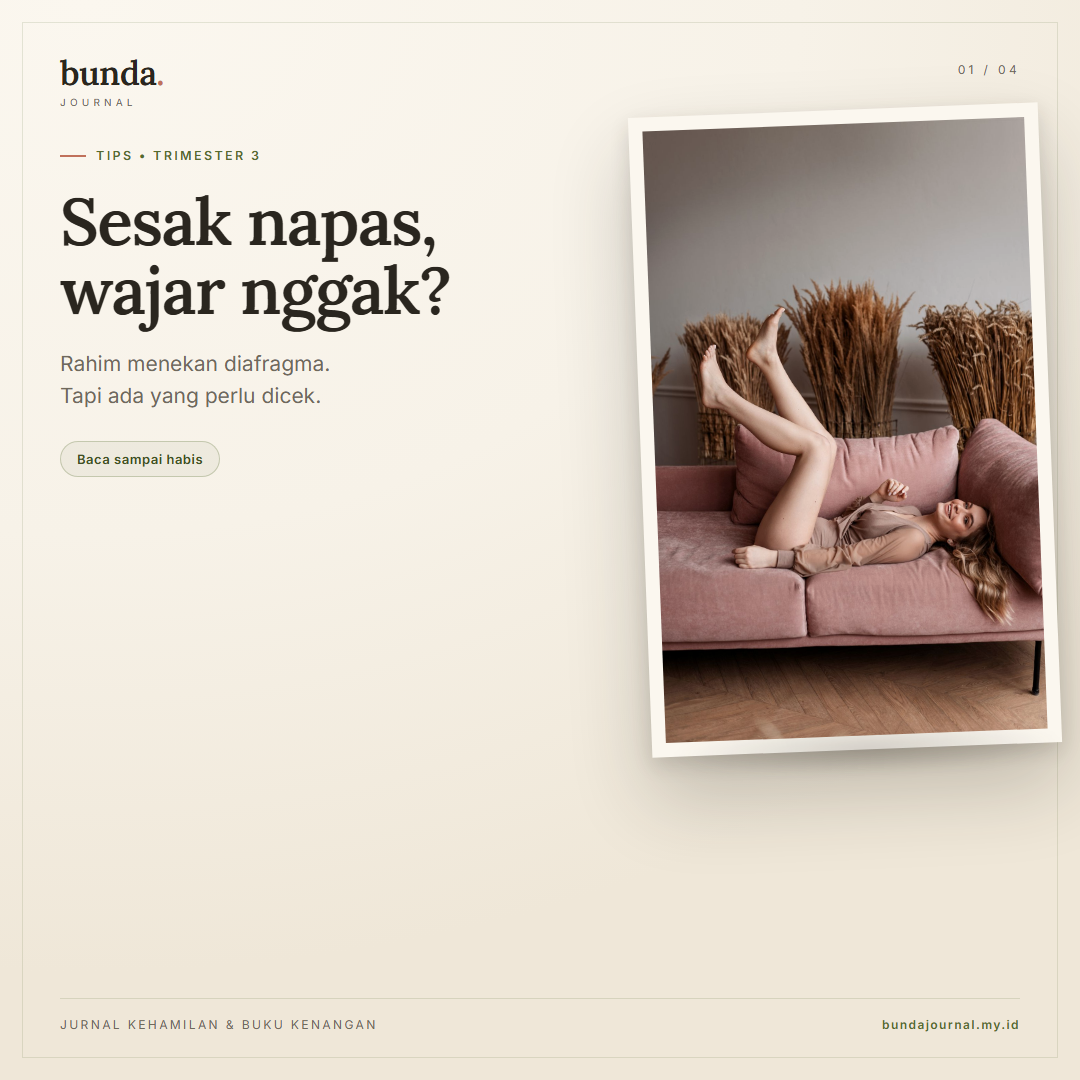 bunda.
JOURNAL
01 / 04
TIPS • TRIMESTER 3
Sesak napas,
wajar nggak?
Rahim menekan diafragma.
Tapi ada yang perlu dicek.
Baca sampai habis
JURNAL KEHAMILAN & BUKU KENANGAN
bundajournal.my.id